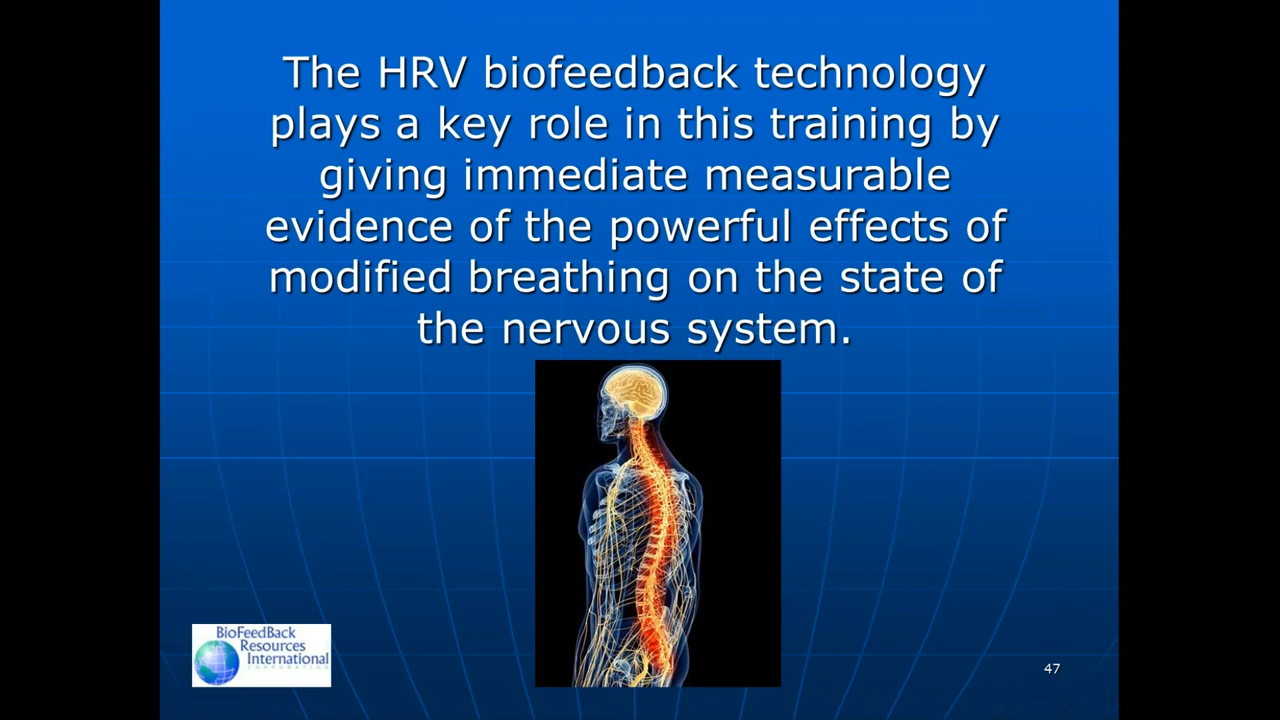 The HRV biofeedback technology
plays a key role in this training by
giving immediate measurable
evidence of the powerful effects of
modified breathing on the state of
the nervous system.
BioFeedBack
Resources
International
CORPORATION
47